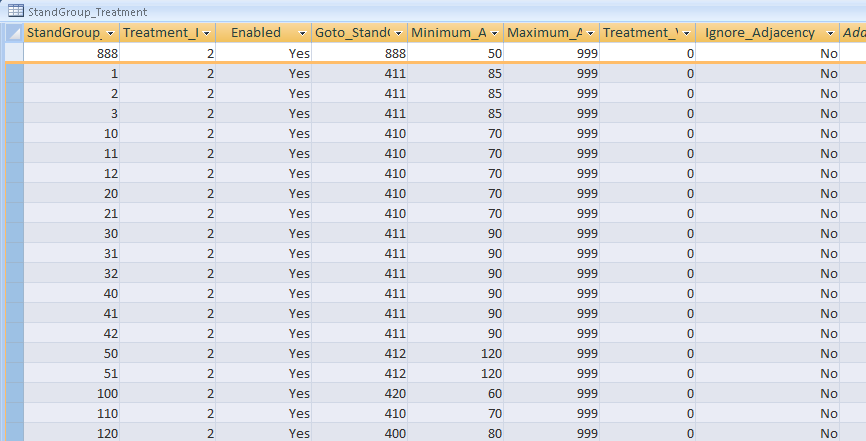 StandGroup_Treatment
StandGroup_ Treatment_I Enabled Goto_StandG Minimum_A Maximum_A Treatment_V Ignore_Adjacency Add
888 2 Yes 888 50 999 0 No
1 2 Yes 411 85 999 0 No
2 2 Yes 411 85 999 0 No
3 2 Yes 411 85 999 0 No
10 2 Yes 410 70 999 0 No
11 2 Yes 410 70 999 0 No
12 2 Yes 410 70 999 0 No
20 2 Yes 410 70 999 0 No
21 2 Yes 410 70 999 0 No
30 2 Yes 411 90 999 0 No
31 2 Yes 411 90 999 0 No
32 2 Yes 411 90 999 0 No
40 2 Yes 411 90 999 0 No
41 2 Yes 411 90 999 0 No
42 2 Yes 411 90 999 0 No
50 2 Yes 412 120 999 0 No
51 2 Yes 412 120 999 0 No
100 2 Yes 420 60 999 0 No
110 2 Yes 410 70 999 0 No
120 2 Yes 400 80 999 0 No